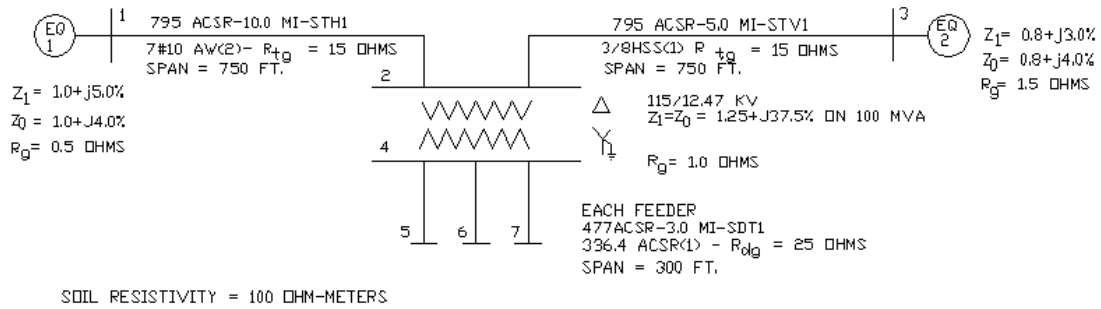 EQ
1
1
795 ACSR-10.0 MI-STH1
7#10 AW(2)- Rtg = 15 OHMS
SPAN = 750 FT.
795 ACSR-5.0 MI-STV1
3/8HSS(1) R tg = 15 OHMS
SPAN = 750 FT.
3
EQ
2
Z1= 0.8+j3.0%
Z0= 0.8+j4.0%
Rg= 1.5 OHMS
Z1= 1.0+j5.0%
Z0= 1.0+J4.0%
Rg= 0.5 OHMS
2
4
Δ
115/12.47 KV
Z1=Z0= 1.25+J37.5% ON 100 MVA
Rg= 1.0 OHMS
5
6
7
EACH FEEDER
477ACSR-3.0 MI-SDT1
336.4 ACSR(1) - Rdg = 25 OHMS
SPAN = 300 FT.
SOIL RESISTIVITY = 100 OHM-METERS